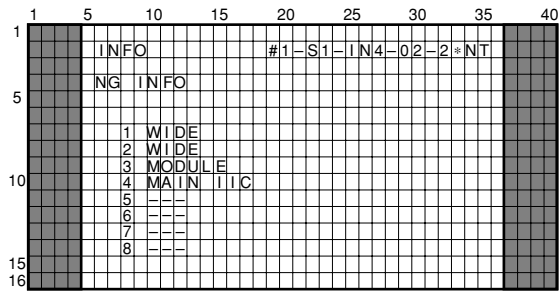 1 5 10 15 20 25 30 35 40
1
INFO #1-S1-IN4-02-2*NT
NG INFO
5
1 WIDE
2 WIDE
3 MODULE
10
4 MAIN IIC
5 ---
6 ---
7 ---
8 ---
15
16